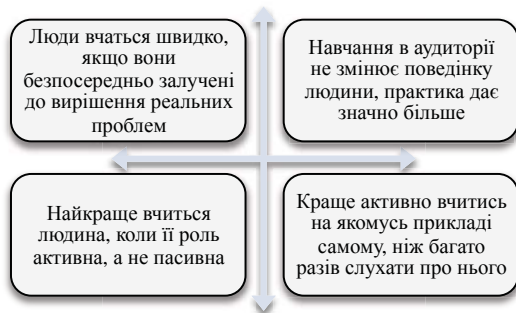 Люди вчаться швидко,
якщо вони
безпосередньо залучені
до вирішення реальних
проблем
Навчання в аудиторії
не змінює поведінку
людини, практика дає
значно більше
Найкраще вчиться
людина, коли її роль
активна, а не пасивна
Краще активно вчитись
на якомусь прикладі
самому, ніж багато
разів слухати про нього